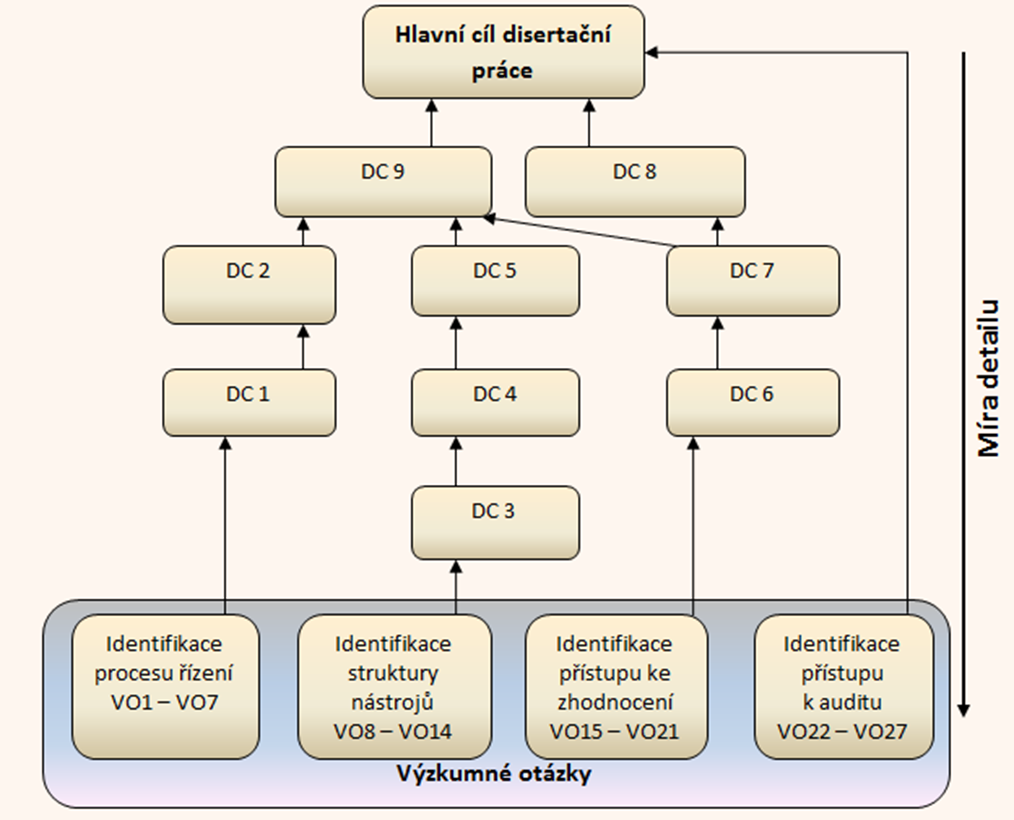 Hlavní cíl disertační
práce
DC 9
DC 8
DC 2
DC 5
DC 7
DC 1
DC 4
DC 6
DC 3
Míra detailu
Identifikace
procesu řízení
VO1 – VO7
Identifikace
struktury
nástrojů
VO8 – VO14
Identifikace
přístupu ke
zhodnocení
VO15 – VO21
Identifikace
přístupu
k auditu
VO22 – VO27
Výzkumné otázky